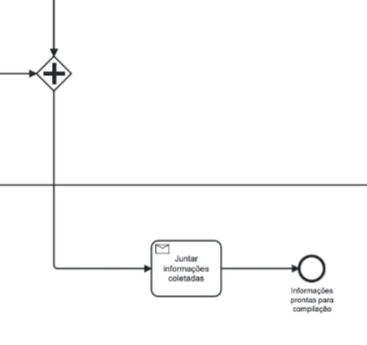 Juntar
informações
coletadas
Informações
prontas para
compilação